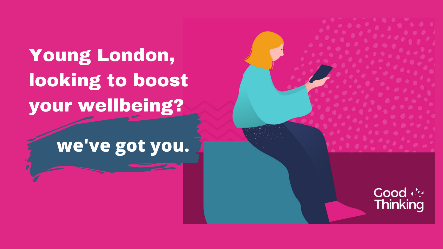 Young London,
looking to boost
your wellbeing?
we've got you.
Good
Thinking